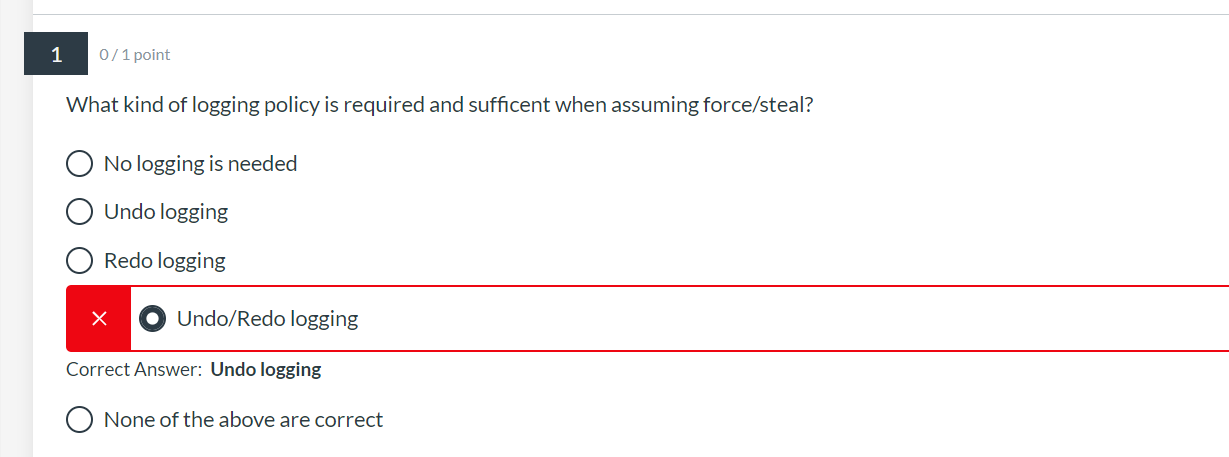 1
0 / 1 point
What kind of logging policy is required and sufficent when assuming force/steal?
No logging is needed
Undo logging
Redo logging
Undo/Redo logging
Correct Answer: Undo logging
None of the above are correct